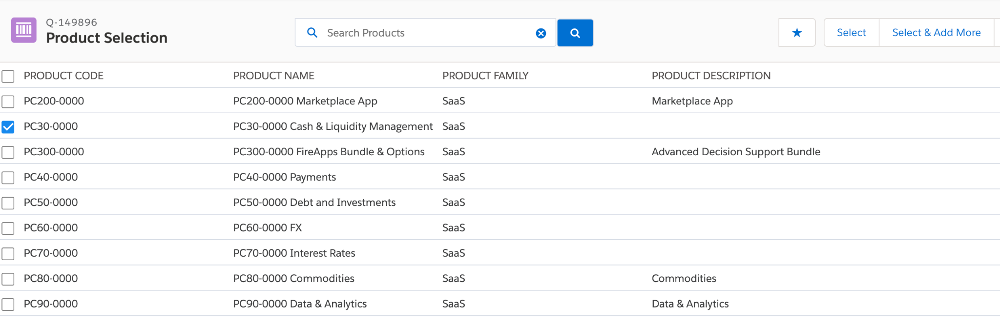 Q-149896
Product Selection
Search Products
Select
Select & Add More
PRODUCT CODE PRODUCT NAME PRODUCT FAMILY PRODUCT DESCRIPTION
PC200-0000 PC200-0000 Marketplace App SaaS Marketplace App
PC30-0000 PC30-0000 Cash & Liquidity Management SaaS
PC300-0000 PC300-0000 FireApps Bundle & Options SaaS Advanced Decision Support Bundle
PC40-0000 PC40-0000 Payments SaaS
PC50-0000 PC50-0000 Debt and Investments SaaS
PC60-0000 PC60-0000 FX SaaS
PC70-0000 PC70-0000 Interest Rates SaaS
PC80-0000 PC80-0000 Commodities SaaS Commodities
PC90-0000 PC90-0000 Data & Analytics SaaS Data & Analytics